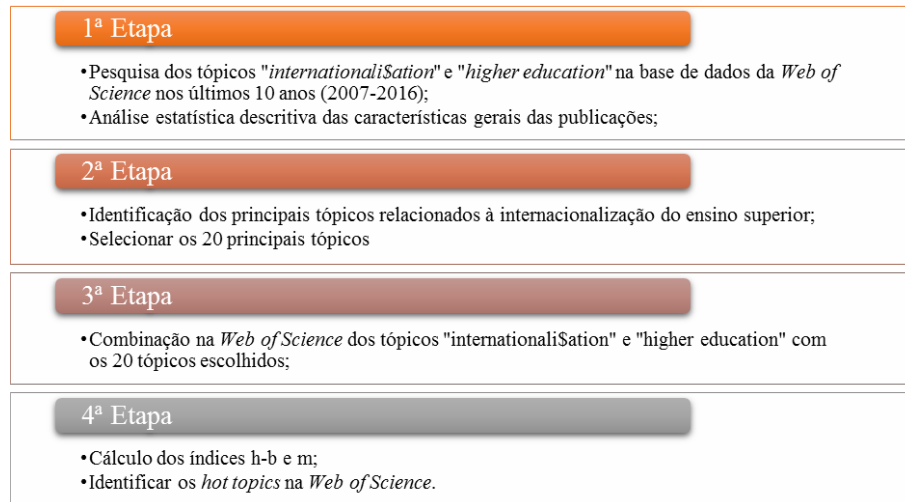 1ª Etapa
•Pesquisa dos tópicos "internationali$ation" e "higher education" na base de dados da Web of
Science nos últimos 10 anos (2007-2016);
•Análise estatística descritiva das características gerais das publicações;
2ª Etapa
•Identificação dos principais tópicos relacionados à internacionalização do ensino superior;
•Selecionar os 20 principais tópicos
3ª Etapa
•Combinação na Web of Science dos tópicos "internationali$ation" e "higher education" com
os 20 tópicos escolhidos;
4ª Etapa
•Cálculo dos índices h-b e m;
•Identificar os hot topics na Web of Science.